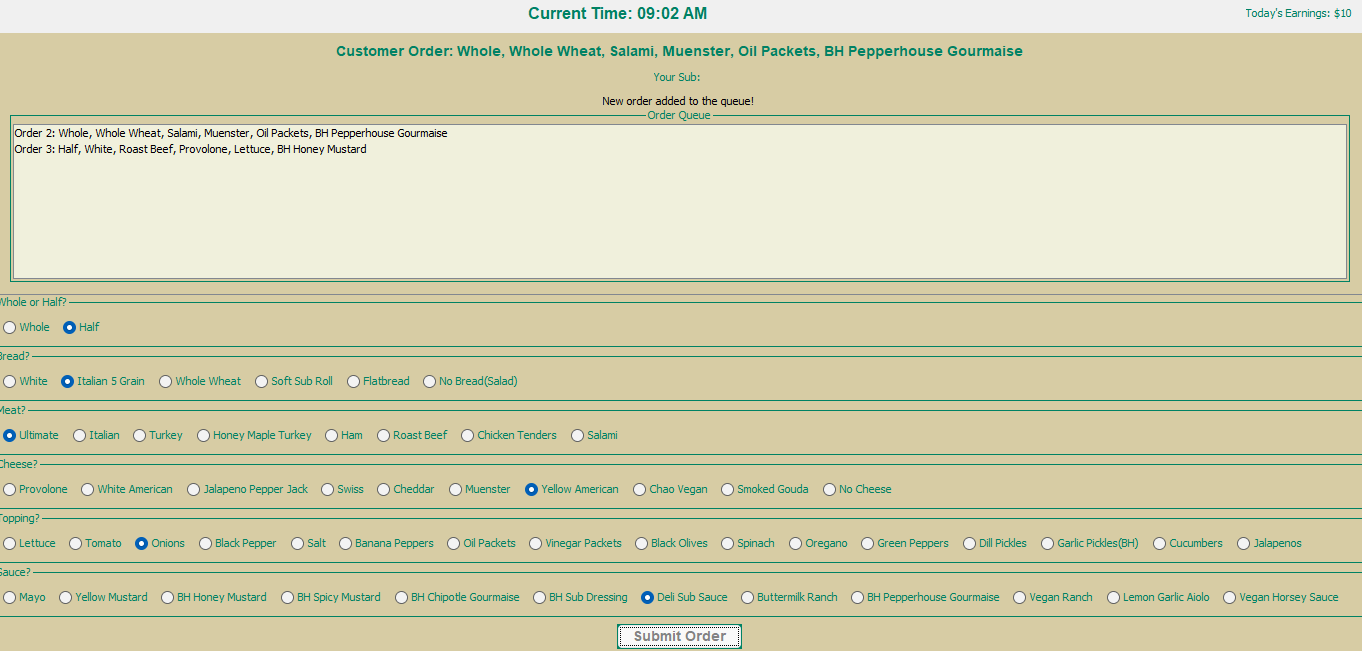 Current Time: 09:02 AM
Today's Earnings: $10
Customer Order: Whole, Whole Wheat, Salami, Muenster, Oil Packets, BH Pepperhouse Gourmaise
Your Sub:
New order added to the queue!
Order Queue
Order 2: Whole, Whole Wheat, Salami, Muenster, Oil Packets, BH Pepperhouse Gourmaise
Order 3: Half, White, Roast Beef, Provolone, Lettuce, BH Honey Mustard
Whole or Half?
Whole Half
Bread?
White Italian 5 Grain Whole Wheat Soft Sub Roll Flatbread No Bread(Salad)
Meat?
Ultimate Italian Turkey Honey Maple Turkey Ham Roast Beef Chicken Tenders Salami
Cheese?
Provolone White American Jalapeno Pepper Jack Swiss Cheddar Muenster Yellow American Chao Vegan Smoked Gouda No Cheese
Topping?
Lettuce Tomato Onions Black Pepper Salt Banana Peppers Oil Packets Vinegar Packets Black Olives Spinach Oregano Green Peppers Dill Pickles Garlic Pickles(BH) Cucumbers Jalapenos
Sauce?
Mayo Yellow Mustard BH Honey Mustard BH Spicy Mustard BH Chipotle Gourmaise BH Sub Dressing Deli Sub Sauce Buttermilk Ranch BH Pepperhouse Gourmaise Vegan Ranch Lemon Garlic Aiolo Vegan Horsey Sauce
Submit Order